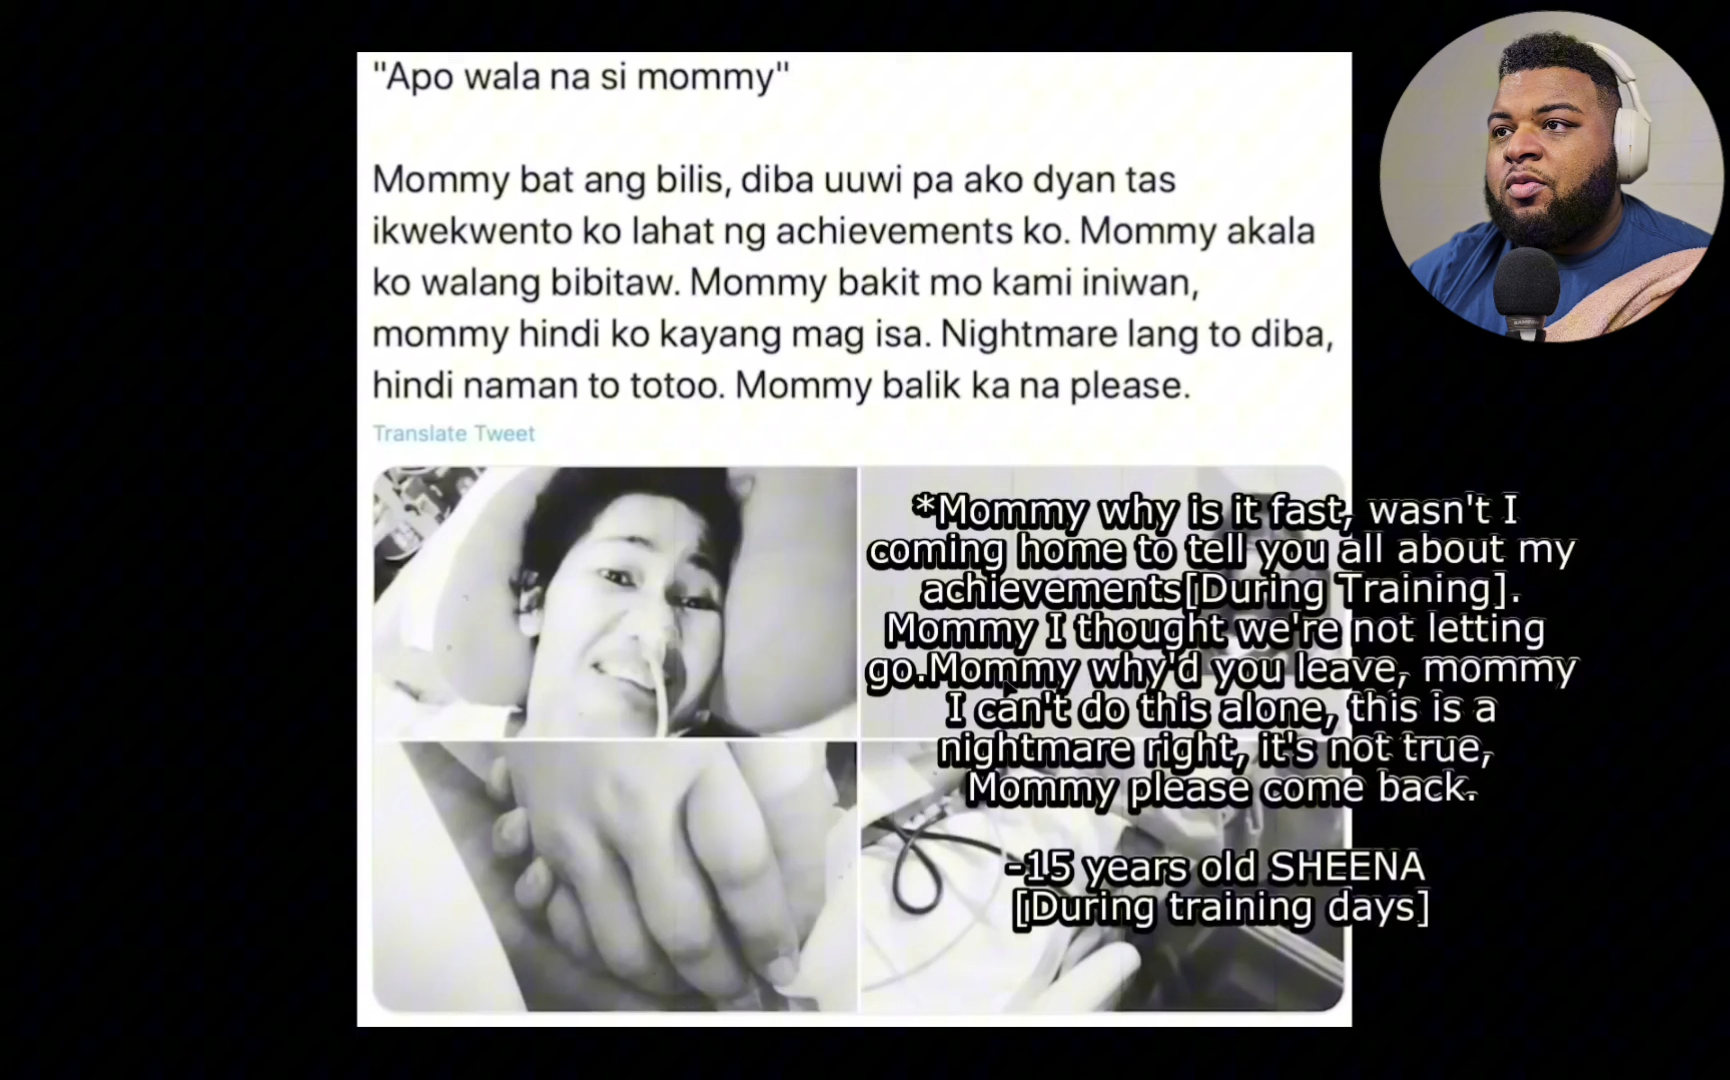 "Apo wala na si mommy"
Mommy bat ang bilis, diba uuwi pa ako dyan tas
ikwekwento ko lahat ng achievements ko. Mommy akala
ko walang bibitaw. Mommy bakit mo kami iniwan,
mommy hindi ko kayang mag isa. Nightmare lang to diba,
hindi naman to totoo. Mommy balik ka na please.
Translate Tweet
*Mommy why is it fast, wasn't I
coming home to tell you all about my
achievements[During Training].
Mommy I thought we're not letting
go.Mommy why'd you leave, mommy
I can't do this alone, this is a
nightmare right, it's not true,
Mommy please come back.
-15 years old SHEENA
[During training days]